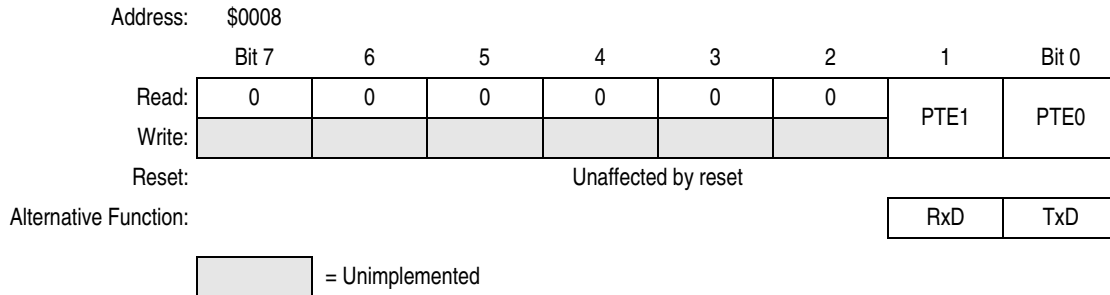 Address: $0008
Bit 7 6 5 4 3 2 1 Bit 0
Read: 0 0 0 0 0 0 PTE1 PTE0
Write:
Reset: Unaffected by reset
Alternative Function: RxD TxD
= Unimplemented